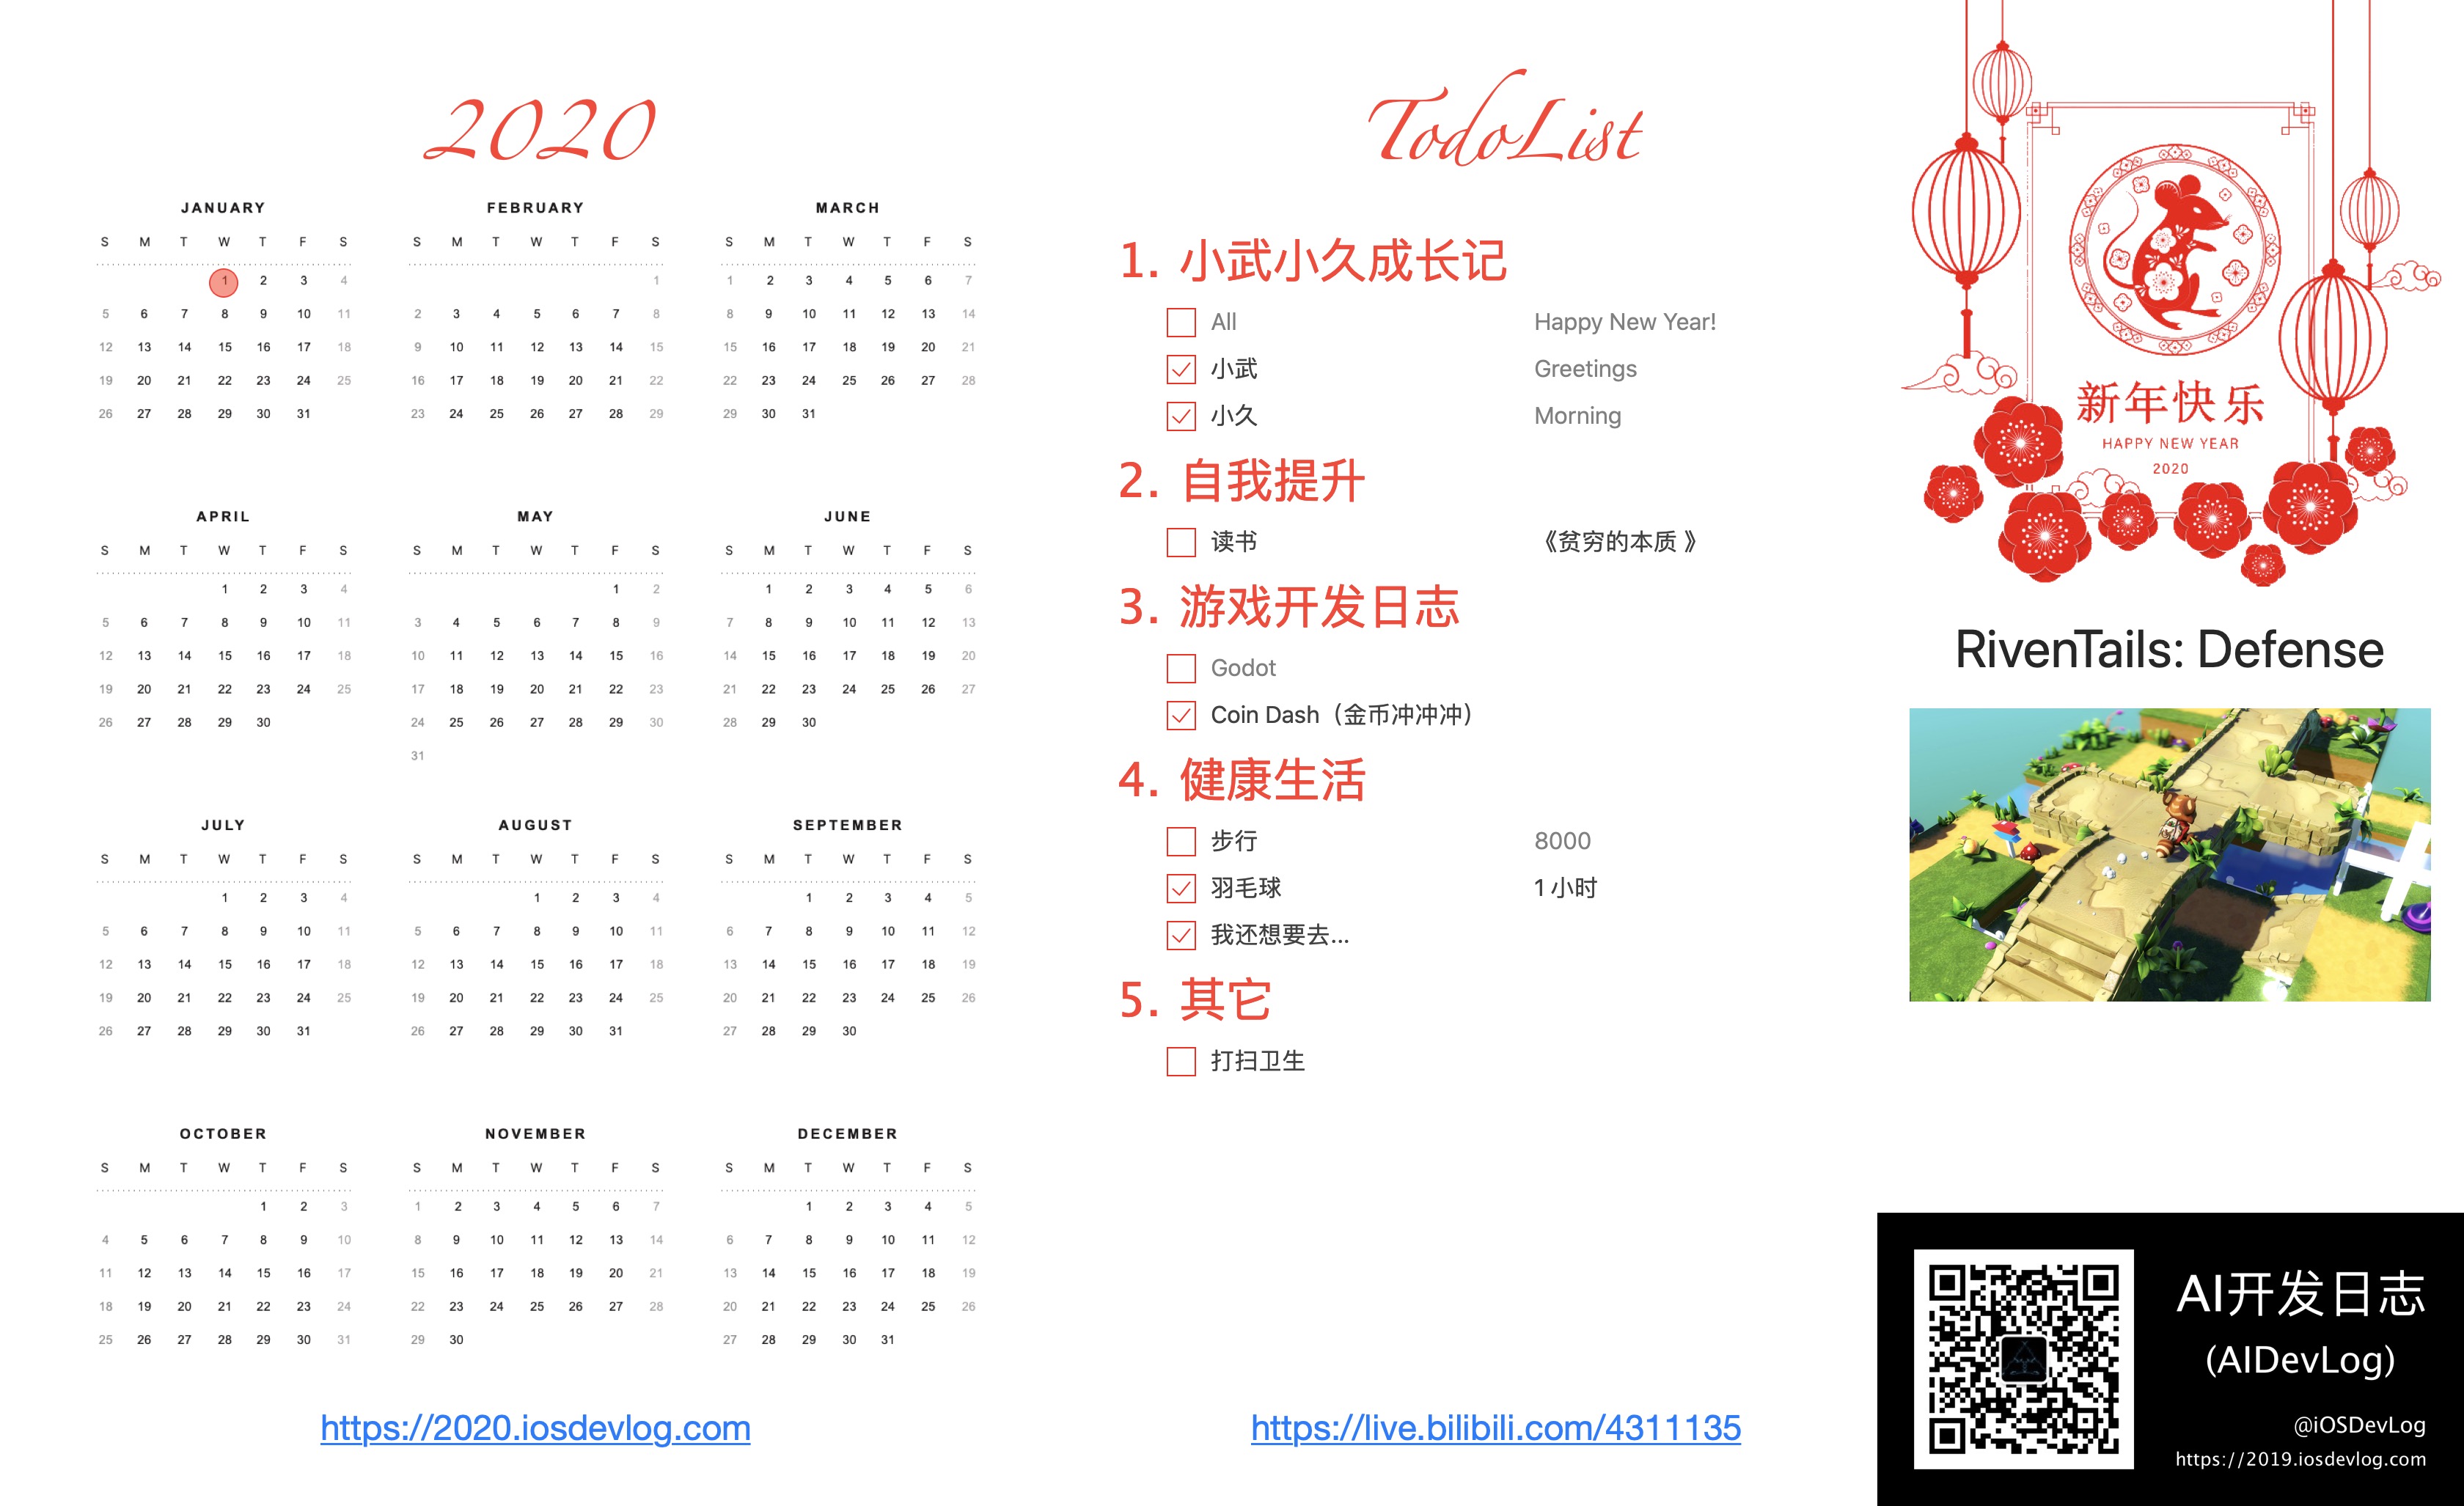 2020
JANUARY
S M T W T F S
1 2 3 4
5 6 7 8 9 10 11
12 13 14 15 16 17 18
19 20 21 22 23 24 25
26 27 28 29 30 31
FEBRUARY
S M T W T F S
1
2 3 4 5 6 7 8
9 10 11 12 13 14 15
16 17 18 19 20 21 22
23 24 25 26 27 28 29
MARCH
S M T W T F S
1 2 3 4 5 6 7
8 9 10 11 12 13 14
15 16 17 18 19 20 21
22 23 24 25 26 27 28
29 30 31
APRIL
S M T W T F S
1 2 3 4
5 6 7 8 9 10 11
12 13 14 15 16 17 18
19 20 21 22 23 24 25
26 27 28 29 30
MAY
S M T W T F S
1 2
3 4 5 6 7 8 9
10 11 12 13 14 15 16
17 18 19 20 21 22 23
24 25 26 27 28 29 30
31
JUNE
S M T W T F S
1 2 3 4 5 6
7 8 9 10 11 12 13
14 15 16 17 18 19 20
21 22 23 24 25 26 27
28 29 30
JULY
S M T W T F S
1 2 3 4
5 6 7 8 9 10 11
12 13 14 15 16 17 18
19 20 21 22 23 24 25
26 27 28 29 30 31
AUGUST
S M T W T F S
1 2 3 4
5 6 7 8 9 10 11
12 13 14 15 16 17 18
19 20 21 22 23 24 25
26 27 28 29 30 31
SEPTEMBER
S M T W T F S
1 2 3 4 5
6 7 8 9 10 11 12
13 14 15 16 17 18 19
20 21 22 23 24 25 26
27 28 29 30
OCTOBER
S M T W T F S
1 2 3
4 5 6 7 8 9 10
11 12 13 14 15 16 17
18 19 20 21 22 23 24
25 26 27 28 29 30 31
NOVEMBER
S M T W T F S
1 2 3 4 5 6 7
8 9 10 11 12 13 14
15 16 17 18 19 20 21
22 23 24 25 26 27 28
29 30
DECEMBER
S M T W T F S
1 2 3 4 5
6 7 8 9 10 11 12
13 14 15 16 17 18 19
20 21 22 23 24 25 26
27 28 29 30 31
https://2020.iosdevlog.com
TodoList
1. 小武小久成长记
All Happy New Year!
小武 Greetings
小久 Morning
2. 自我提升
读书 《贫穷的本质 》
3. 游戏开发日志
Godot
Coin Dash（金币冲冲冲）
4. 健康生活
步行 8000
羽毛球 1 小时
我还想要去...
5. 其它
打扫卫生
https://live.bilibili.com/4311135
新年快乐
HAPPY NEW YEAR
2020
RivenTails: Defense
AI开发日志
(AIDevLog)
@iOSDevLog
https://2019.iosdevlog.com